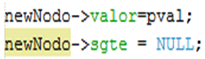 newNodo->valor=pval;
newNodo->sgte = NULL;